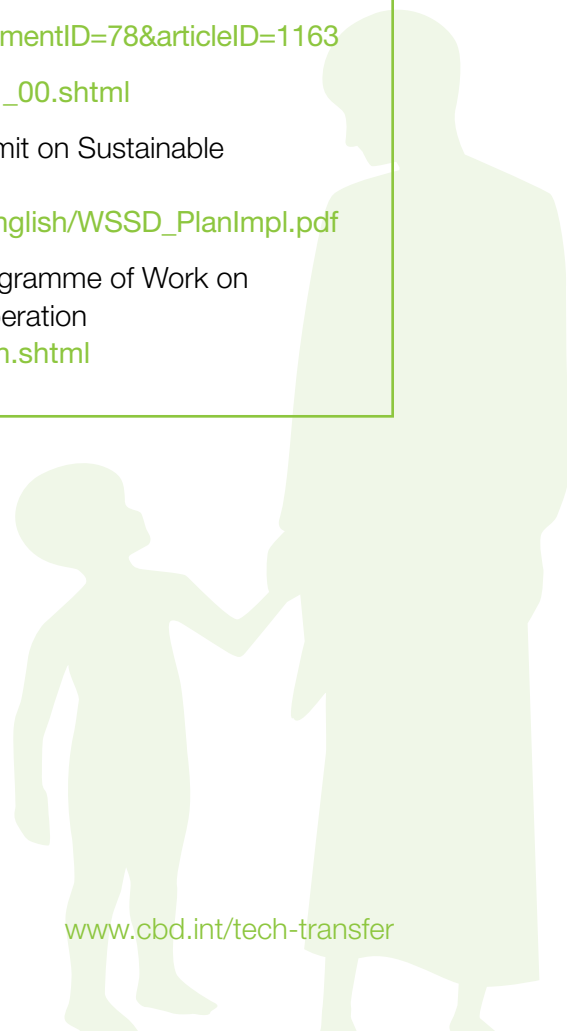 mentID=78&articleID=1163
_00.shtml
mit on Sustainable
nglish/WSSD_PlanImpl.pdf
gramme of Work on
eration
n.shtml
www.cbd.int/tech-transfer